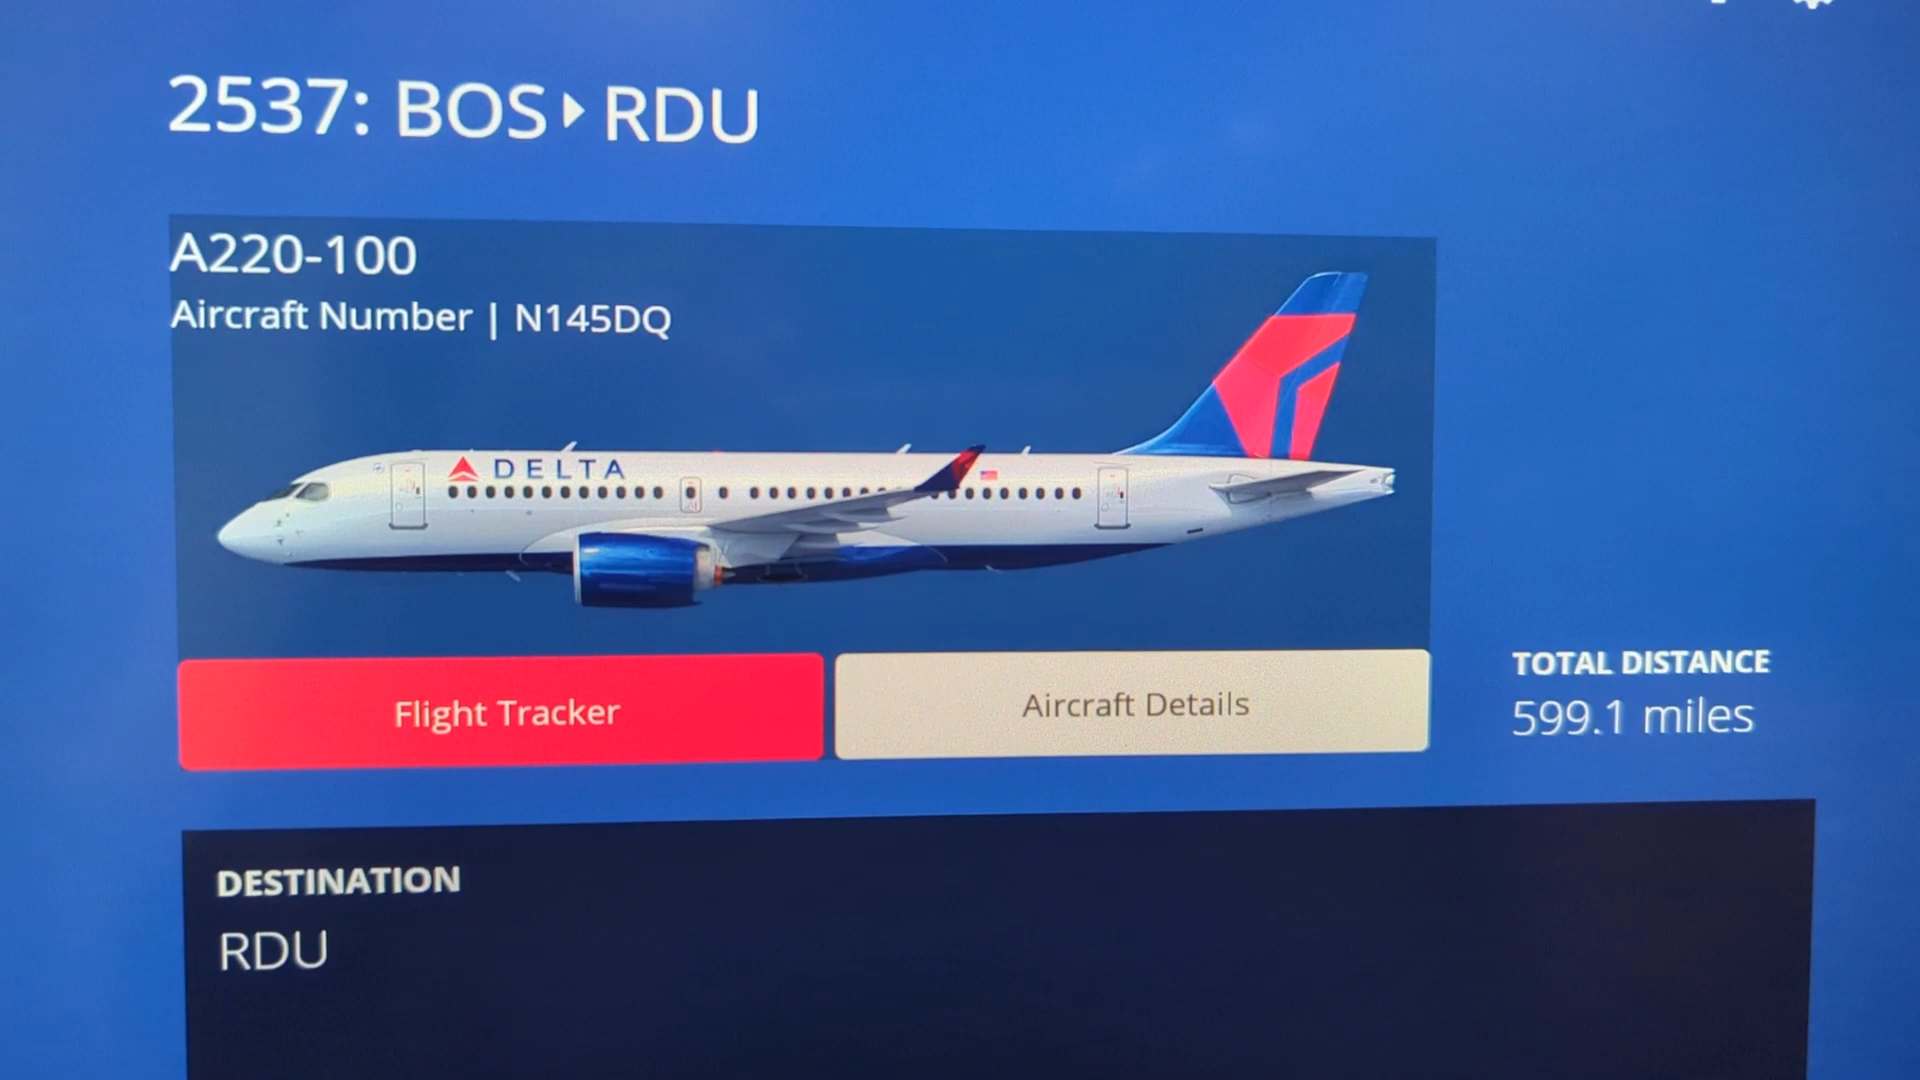 2537: BOS▸RDU
A220-100
Aircraft Number | N145DQ
DELTA
Flight Tracker
Aircraft Details
TOTAL DISTANCE
599.1 miles
DESTINATION
RDU